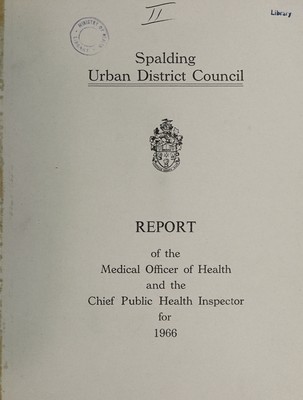 II
Library
Spalding
Urban District Council
REPORT
of the
Medical Officer of Health
and the
Chief Public Health Inspector
for
1966